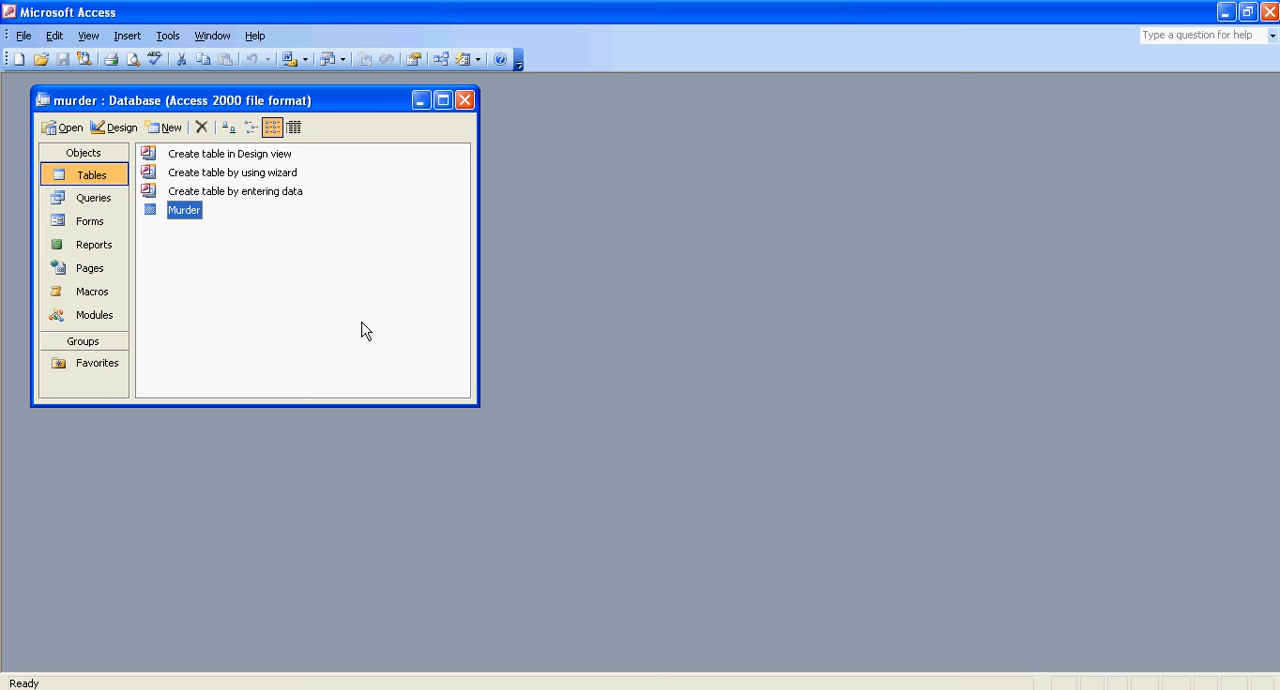 Microsoft Access
File Edit View Insert Tools Window Help
Type a question for help
murder : Database (Access 2000 file format)
Open Design New
Objects
Tables
Queries
Forms
Reports
Pages
Macros
Modules
Groups
Favorites
Create table in Design view
Create table by using wizard
Create table by entering data
Murder
Ready